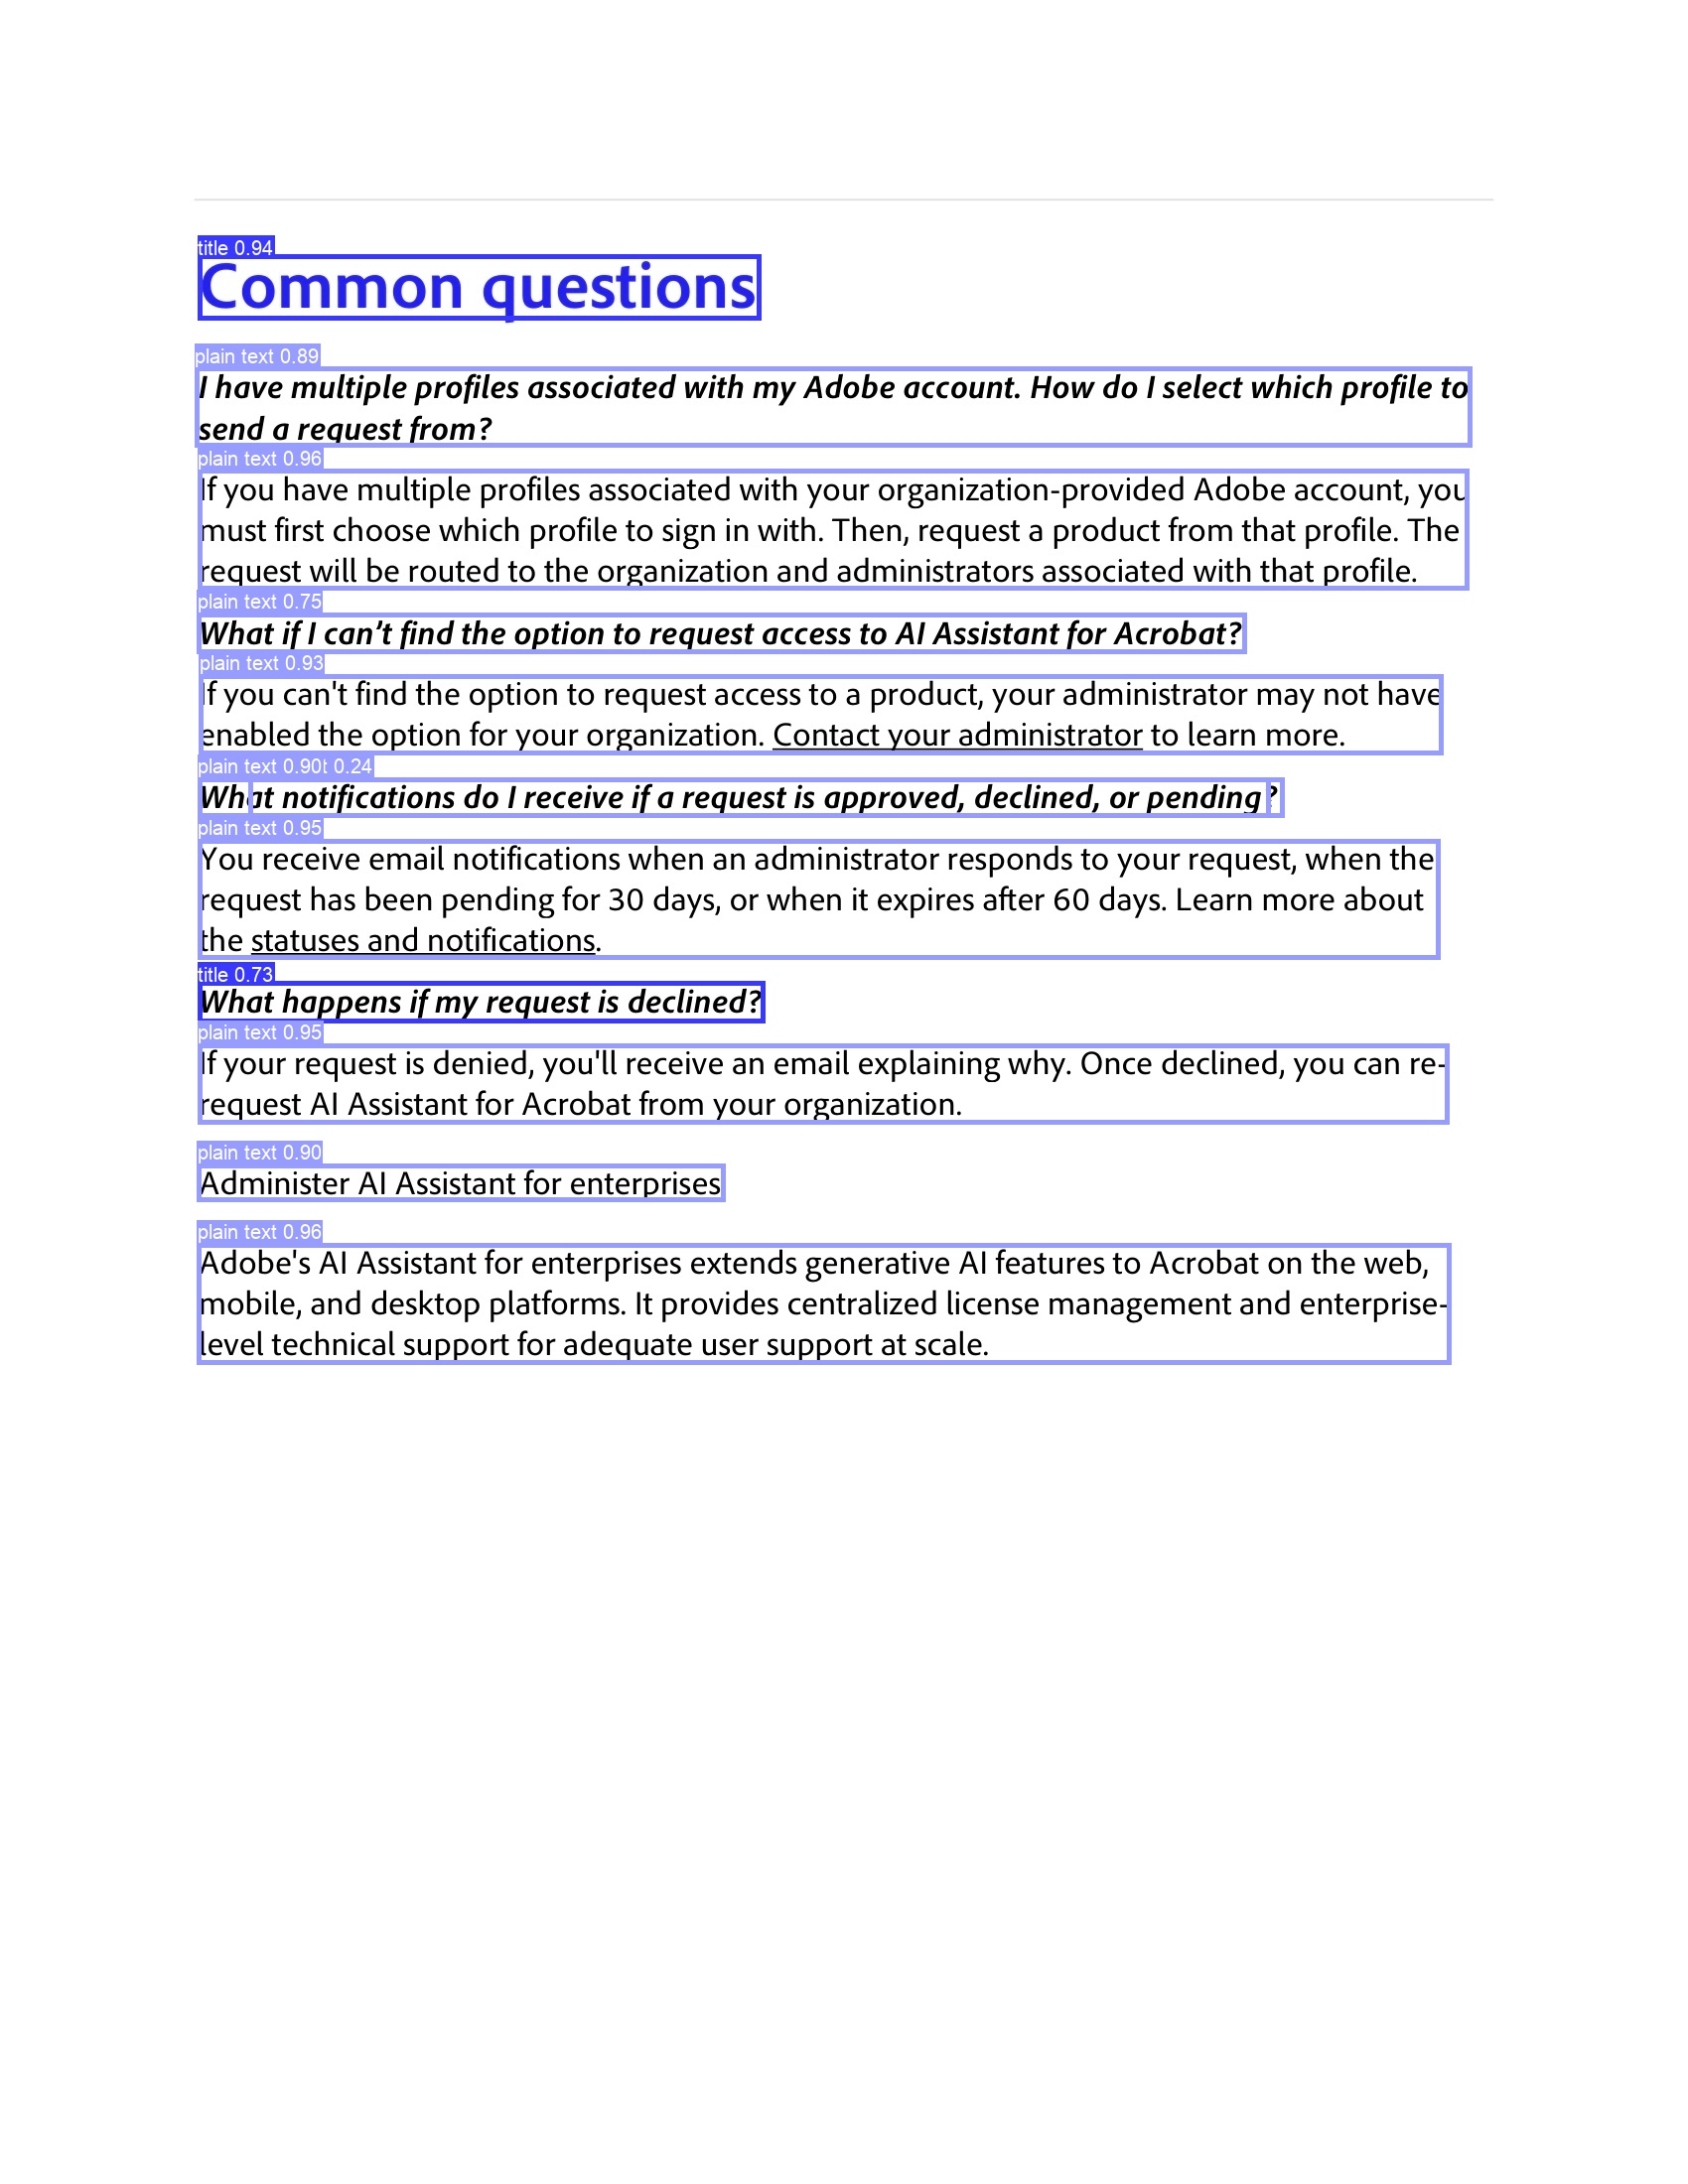 title 0.94
Common questions
plain text 0.89
I have multiple profiles associated with my Adobe account. How do I select which profile to
send a request from?
plain text 0.96
If you have multiple profiles associated with your organization-provided Adobe account, you
must first choose which profile to sign in with. Then, request a product from that profile. The
request will be routed to the organization and administrators associated with that profile.
plain text 0.75
What if I can’t find the option to request access to AI Assistant for Acrobat?
plain text 0.93
If you can't find the option to request access to a product, your administrator may not have
enabled the option for your organization. Contact your administrator to learn more.
plain text 0.90t 0.24
What notifications do I receive if a request is approved, declined, or pending?
plain text 0.95
You receive email notifications when an administrator responds to your request, when the
request has been pending for 30 days, or when it expires after 60 days. Learn more about
the statuses and notifications.
title 0.73
What happens if my request is declined?
plain text 0.95
If your request is denied, you'll receive an email explaining why. Once declined, you can re-
request AI Assistant for Acrobat from your organization.
plain text 0.90
Administer AI Assistant for enterprises
plain text 0.96
Adobe's AI Assistant for enterprises extends generative AI features to Acrobat on the web,
mobile, and desktop platforms. It provides centralized license management and enterprise-
level technical support for adequate user support at scale.